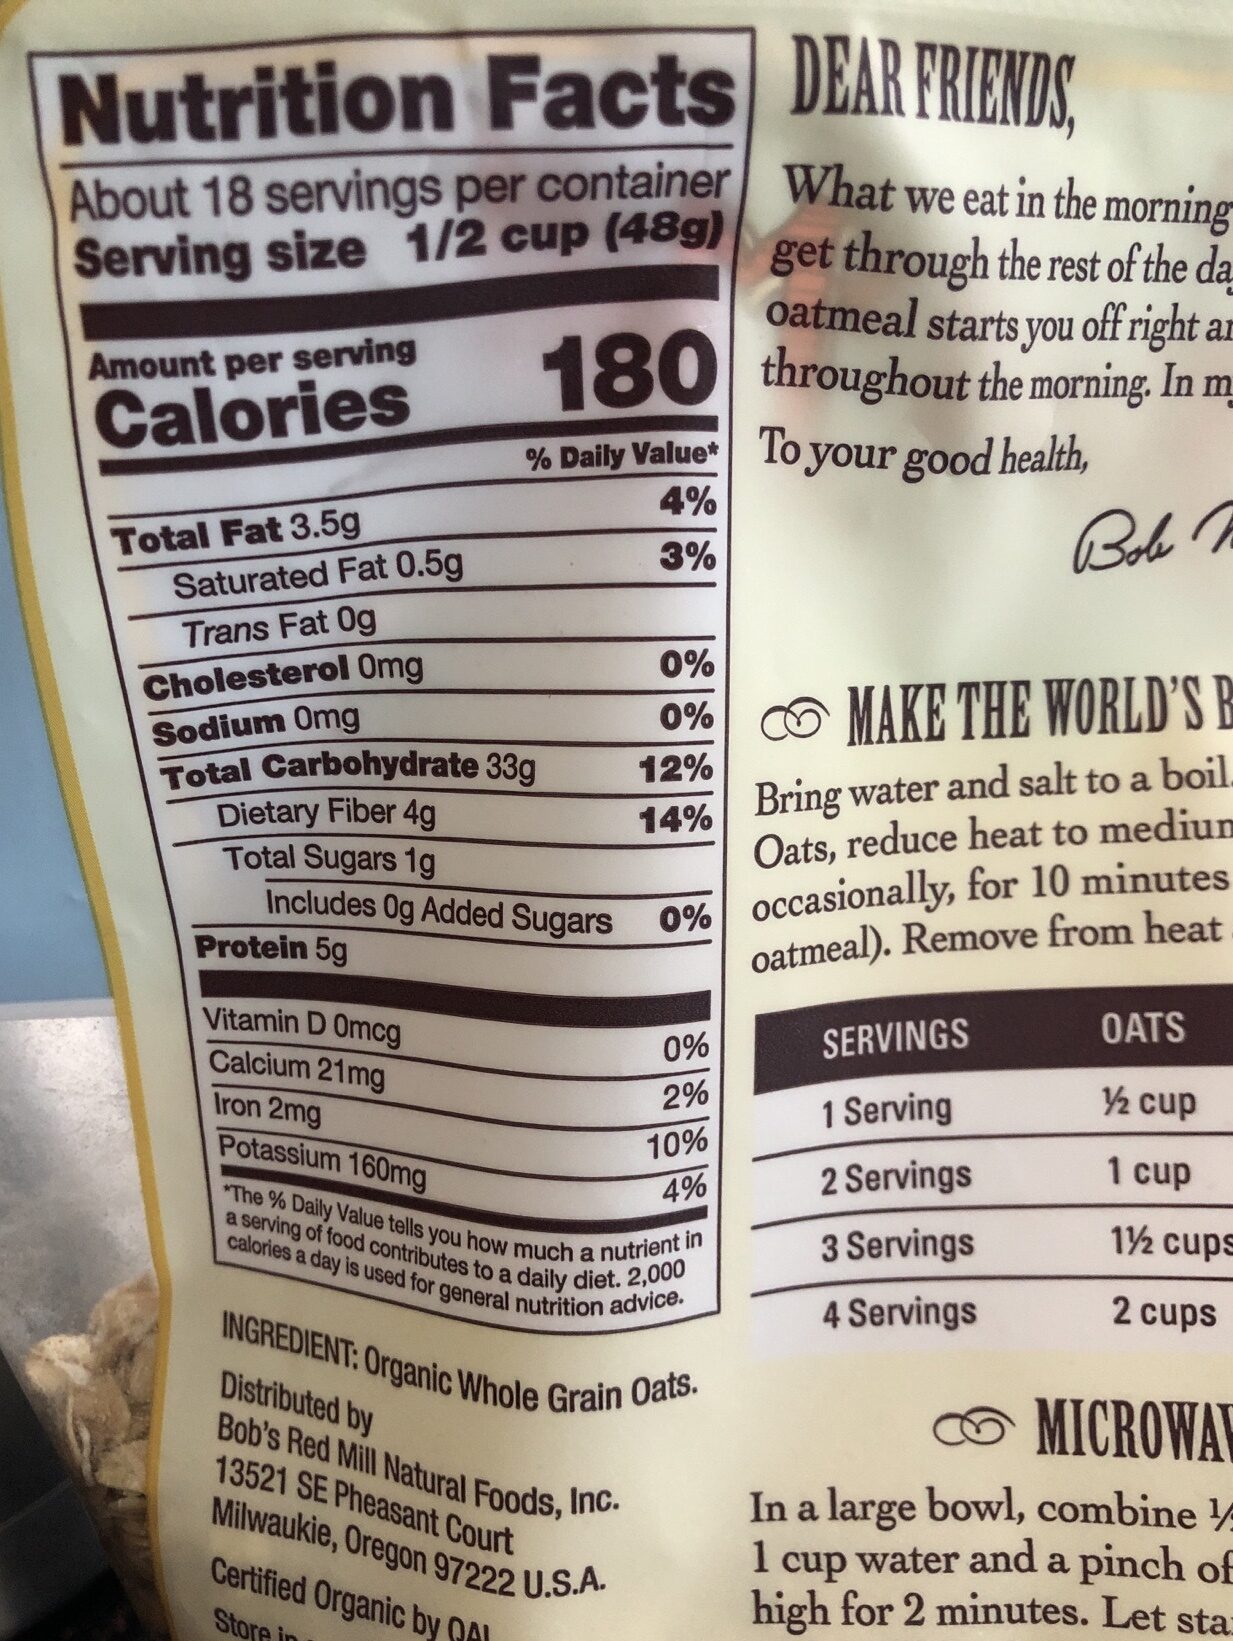 Nutrition Facts
About 18 servings per container
Serving size 1/2 cup (48g)
Amount per serving
Calories 180
% Daily Value*
Total Fat 3.5g 4%
Saturated Fat 0.5g 3%
Trans Fat 0g
Cholesterol 0mg 0%
Sodium 0mg 0%
Total Carbohydrate 33g 12%
Dietary Fiber 4g 14%
Total Sugars 1g
Includes 0g Added Sugars 0%
Protein 5g
Vitamin D 0mcg 0%
Calcium 21mg 2%
Iron 2mg 10%
Potassium 160mg 4%
*The % Daily Value tells you how much a nutrient in
a serving of food contributes to a daily diet. 2,000
calories a day is used for general nutrition advice.
INGREDIENT: Organic Whole Grain Oats.
Distributed by
Bob's Red Mill Natural Foods, Inc.
13521 SE Pheasant Court
Milwaukie, Oregon 97222 U.S.A.
Certified Organic by
Store in
DEAR FRIENDS,
What we eat in the morning
get through the rest of the
oatmeal starts you off right
throughout the morning. In
To your good health,
Bob
MAKE THE WORLD'S
Bring water and salt to a boil.
Oats, reduce heat to
occasionally, for 10 minutes
oatmeal). Remove from heat
SERVINGS OATS
1 Serving ½ cup
2 Servings 1 cup
3 Servings 1½ cups
4 Servings 2 cups
In a large bowl, combine
1 cup water and a pinch of
high for 2 minutes. Let